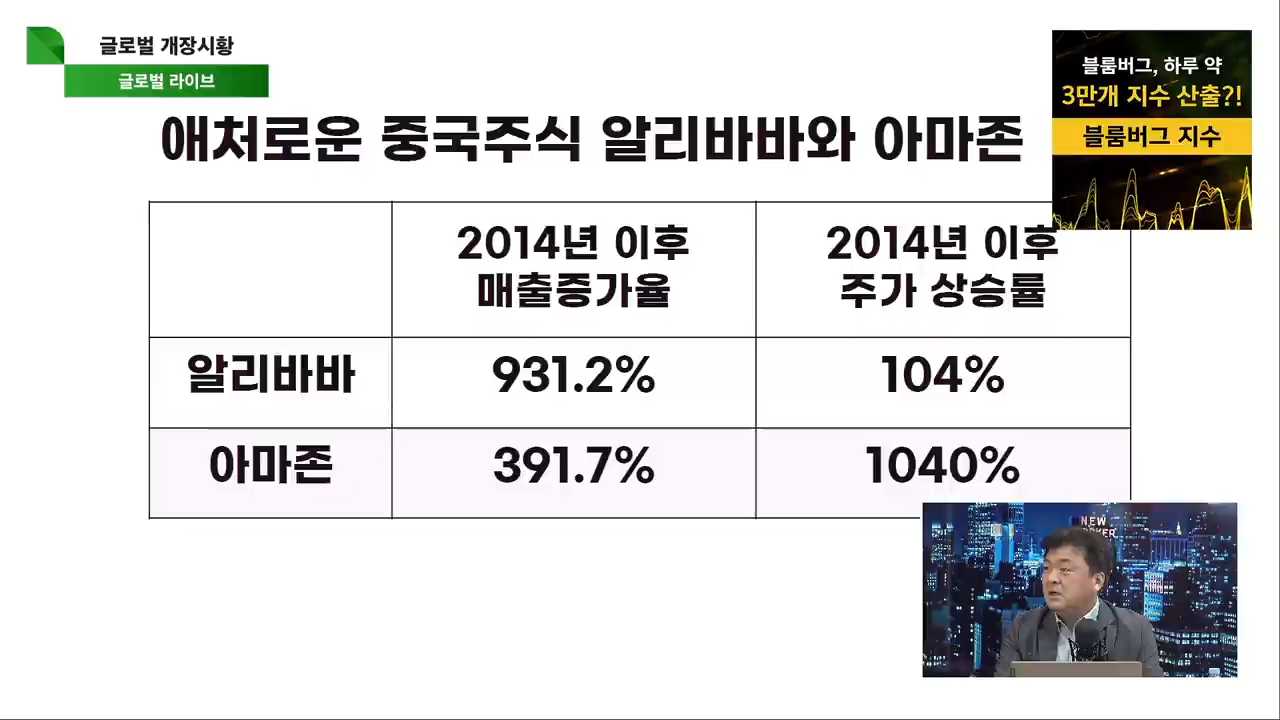 글로벌 개장시황
글로벌 라이브
블룸버그, 하루 약
3만개 지수 산출?!
블룸버그 지수
애처로운 중국주식 알리바바와 아마존
2014년 이후
매출증가율
2014년 이후
주가 상승률
알리바바
931.2%
104%
아마존
391.7%
1040%
NEW